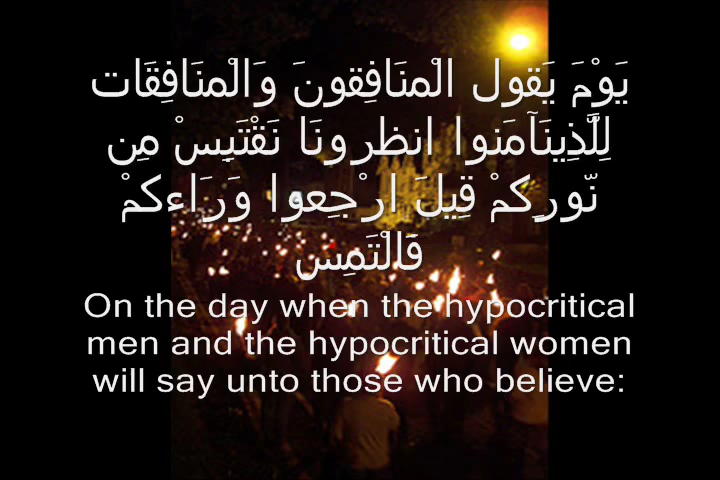 يَوْمَ يَقول الْمنَافِقونَ وَالْمنَافِقَات
لِلَّذِينَآمَنوا انظرونَا نَقْتَبِسْ مِن
نّورِكمْ قِيلَ ارْجِعوا وَرَاءكمْ
فَالْتَمِس
On the day when the hypocritical
men and the hypocritical women
will say unto those who believe: